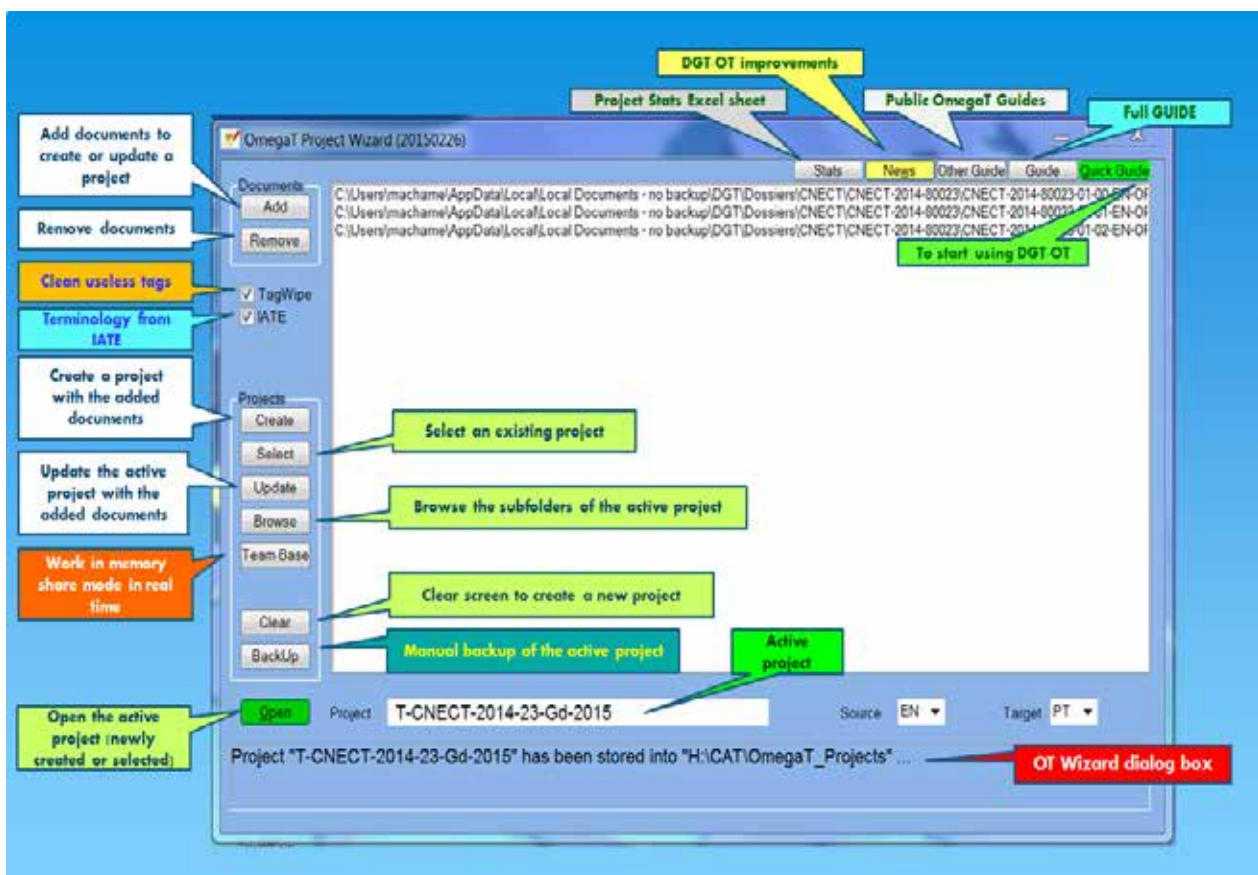 DGT-OT improvements
Project Stats Excel sheet
Public OmegaT Guides
Full GUIDE
Add documents to
create or update a
project
OmegaT Project Wizard (20150226)
Stats
News
Other Guide
Guide
Quick Guide
Documents
Add
Remove
C:\Users\machame\AppData\Local\Local Documents - no backup\DGT\Dossiers\CNECT\CNECT-2014-80023\CNECT-2014-80023-01-00-EN-OF
C:\Users\machame\AppData\Local\Local Documents - no backup\DGT\Dossiers\CNECT\CNECT-2014-80023\CNECT-2014-80023-01-01-EN-OF
C:\Users\machame\AppData\Local\Local Documents - no backup\DGT\Dossiers\CNECT\CNECT-2014-80023\CNECT-2014-80023-01-02-EN-OF
Remove documents
To start using DGT-OT
Clean useless tags
TagWipe
Terminology from
IATE
IATE
Create a project
with the added
documents
Projects
Create
Select
Select an existing project
Update the active
project with the
added documents
Update
Browse
Browse the subfolders of the active project
Team Base
Work in memory
share mode in real
time
Clear
Clear screen to create a new project
BackUp
Manual backup of the active project
Active
project
Open the active
project (newly
created or selected)
Open
Project
T-CNECT-2014-23-Gd-2015
Source
EN
Target
PT
Project "T-CNECT-2014-23-Gd-2015" has been stored into "H:\CAT\OmegaT_Projects" ...
OT Wizard dialog box